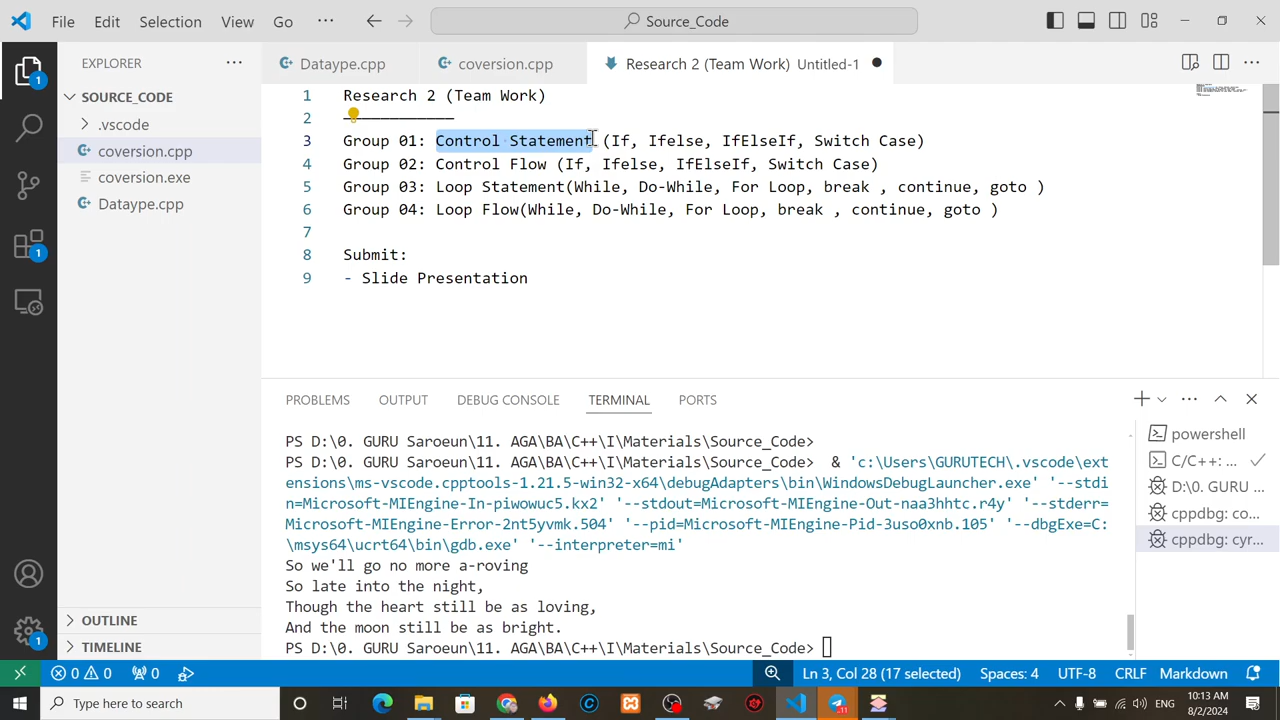 File Edit Selection View Go ··· Source_Code
EXPLORER ···
Dataype.cpp coversion.cpp Research 2 (Team Work) Untitled-1 ● ···
SOURCE_CODE
.vscode
coversion.cpp
coversion.exe
Dataype.cpp
OUTLINE
TIMELINE
1 Research 2 (Team Work)
2 ————————————
3 Group 01: Control Statement (If, Ifelse, IfElseIf, Switch Case)
4 Group 02: Control Flow (If, Ifelse, IfElseIf, Switch Case)
5 Group 03: Loop Statement(While, Do-While, For Loop, break , continue, goto )
6 Group 04: Loop Flow(While, Do-While, For Loop, break , continue, goto )
7
8 Submit:
9 - Slide Presentation
PROBLEMS OUTPUT DEBUG CONSOLE TERMINAL PORTS
PS D:\0. GURU Saroeun\11. AGA\BA\C++\I\Materials\Source_Code>
PS D:\0. GURU Saroeun\11. AGA\BA\C++\I\Materials\Source_Code> & 'c:\Users\GURUTECH\.vscode\ext
ensions\ms-vscode.cpptools-1.21.5-win32-x64\debugAdapters\bin\WindowsDebugLauncher.exe' '--stdi
n=Microsoft-MIEngine-In-piwowuc5.kx2' '--stdout=Microsoft-MIEngine-Out-naa3hhtc.r4y' '--stderr=
Microsoft-MIEngine-Error-2nt5yvmk.504' '--pid=Microsoft-MIEngine-Pid-3uso0xnb.105' '--dbgExe=C:
\msys64\ucrt64\bin\gdb.exe' '--interpreter=mi'
So we'll go no more a-roving
So late into the night,
Though the heart still be as loving,
And the moon still be as bright.
PS D:\0. GURU Saroeun\11. AGA\BA\C++\I\Materials\Source_Code>
powershell
C/C++: ...
D:\0. GURU ...
cppdbg: co...
cppdbg: cyr...
0 0 0 Ln 3, Col 28 (17 selected) Spaces: 4 UTF-8 CRLF Markdown
Type here to search ENG 10:13 AM
8/2/2024